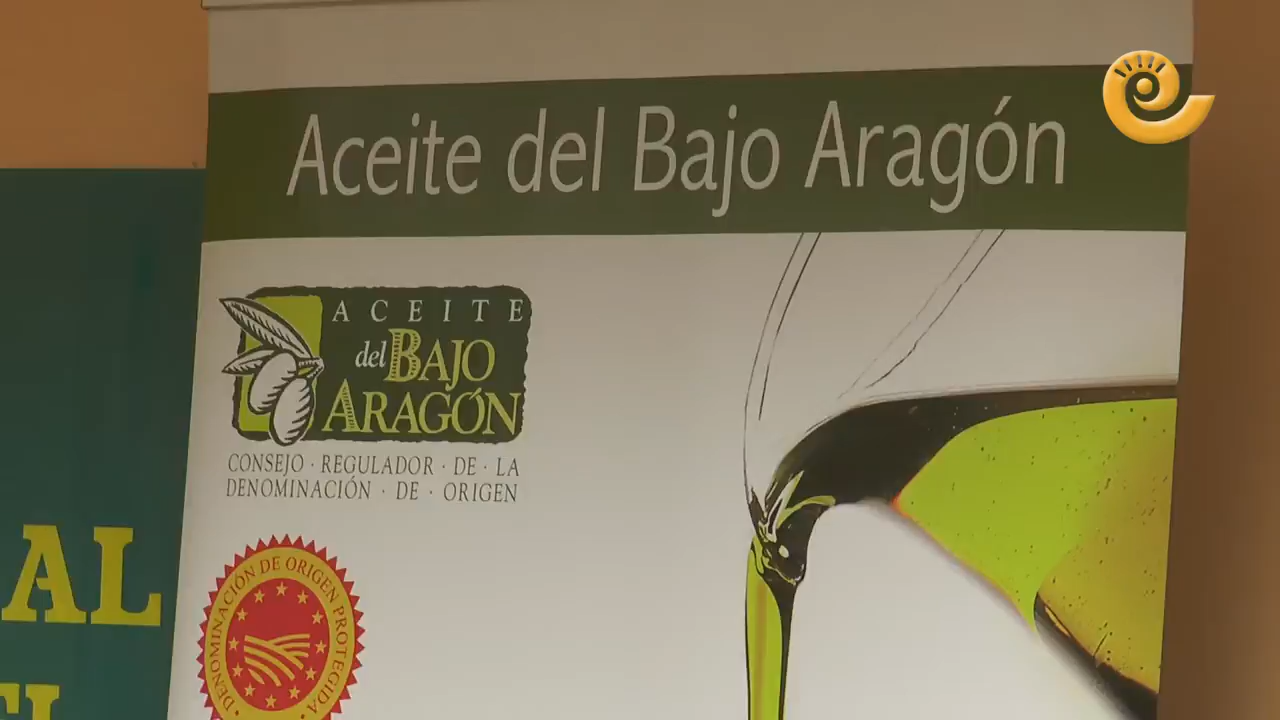 Aceite del Bajo Aragón
ACEITE
del BAJO
ARAGÓN
CONSEJO · REGULADOR · DE · LA
DENOMINACIÓN · DE · ORIGEN
· DENOMINACIÓN DE ORIGEN PROTEGIDA ·
AL